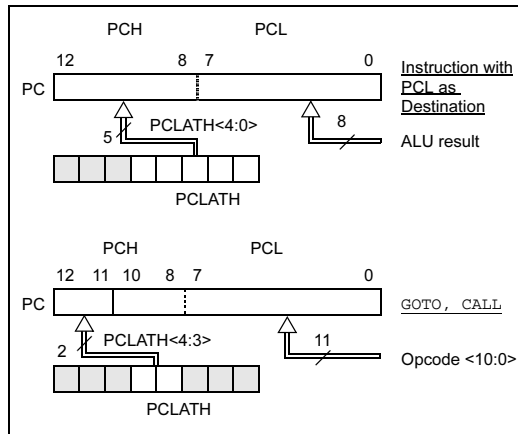 PCH PCL
12 8 7 0
Instruction with
PCL as
Destination
PC
5 PCLATH<4:0> 8
ALU result
PCLATH
PCH PCL
12 11 10 8 7 0
PC GOTO, CALL
2 PCLATH<4:3> 11
Opcode <10:0>
PCLATH